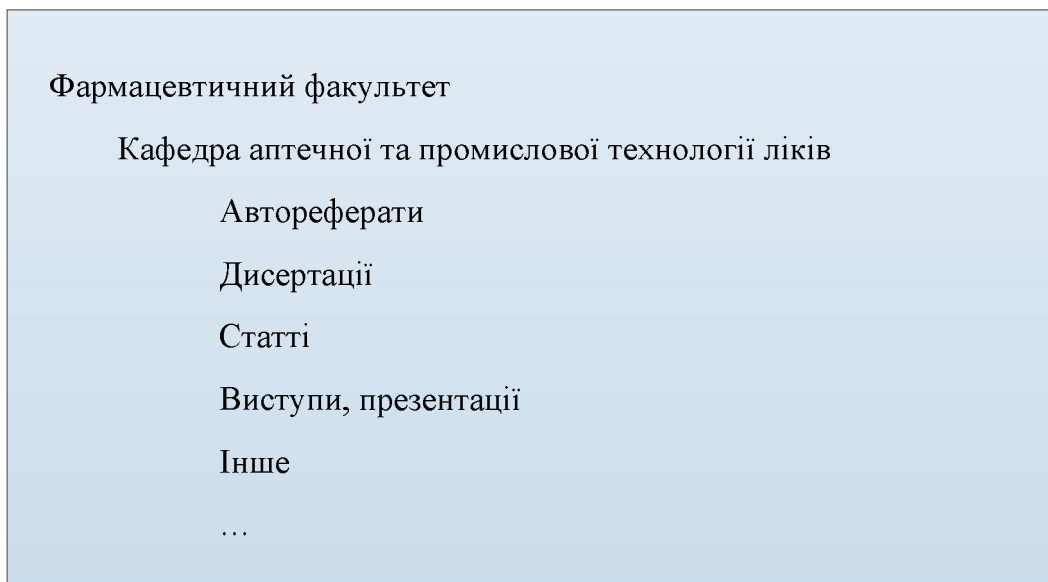 Фармацевтичний факультет
Кафедра аптечної та промислової технології ліків
Автореферати
Дисертації
Статті
Виступи, презентації
Інше
…